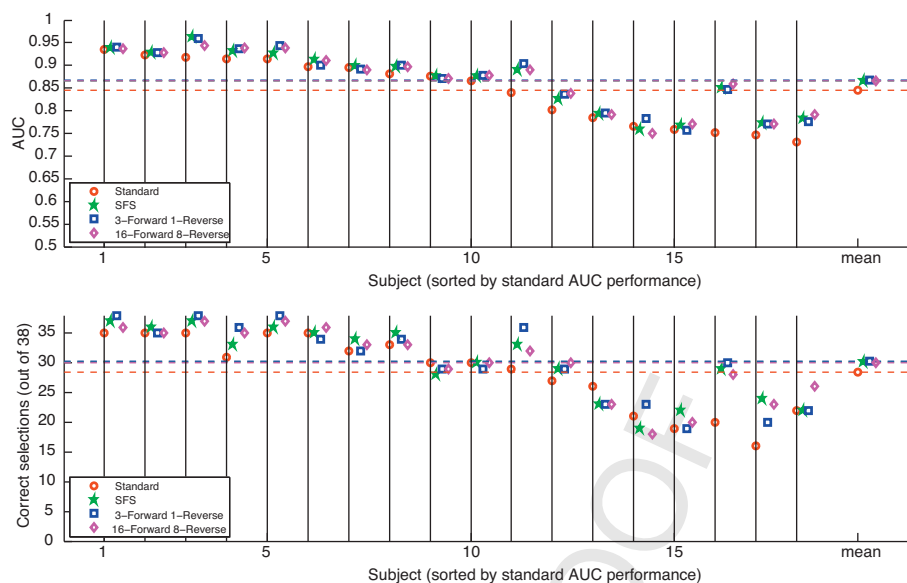 1
0.95
0.9
0.85
0.8
0.75
0.7
0.65
0.6
0.55
0.5
AUC
Standard
SFS
3–Forward 1–Reverse
16–Forward 8–Reverse
1 5 10 15 mean
Subject (sorted by standard AUC performance)
35
30
25
20
15
10
5
0
Correct selections (out of 38)
Standard
SFS
3–Forward 1–Reverse
16–Forward 8–Reverse
1 5 10 15 mean
Subject (sorted by standard AUC performance)
OOF